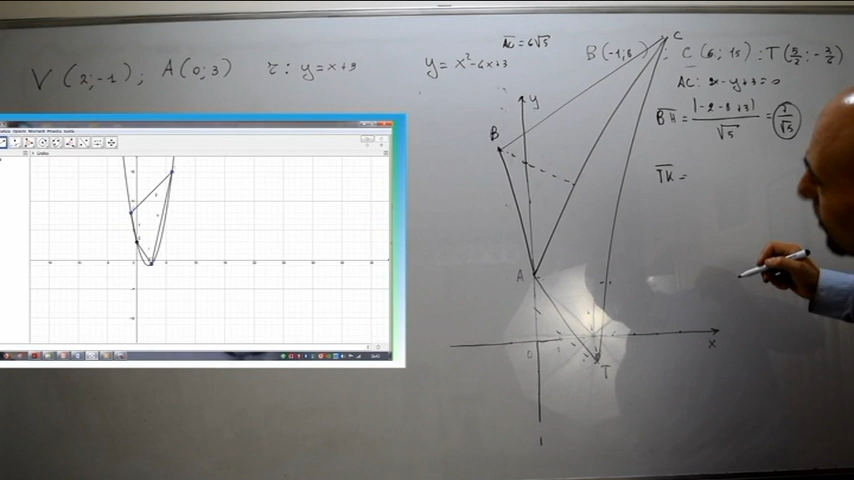 AC = 6√5
V (2;-1) ; A(0;3)   r : y=x+9   y= x²-4x+3
B(-1;8) ; C (6; 15) ; T(5/2; -3/4)
AC: 2x-y+3=0
BH = |-2-8+3| / √5 = 7/√5
TK =
y
C
B
A
0
x
T